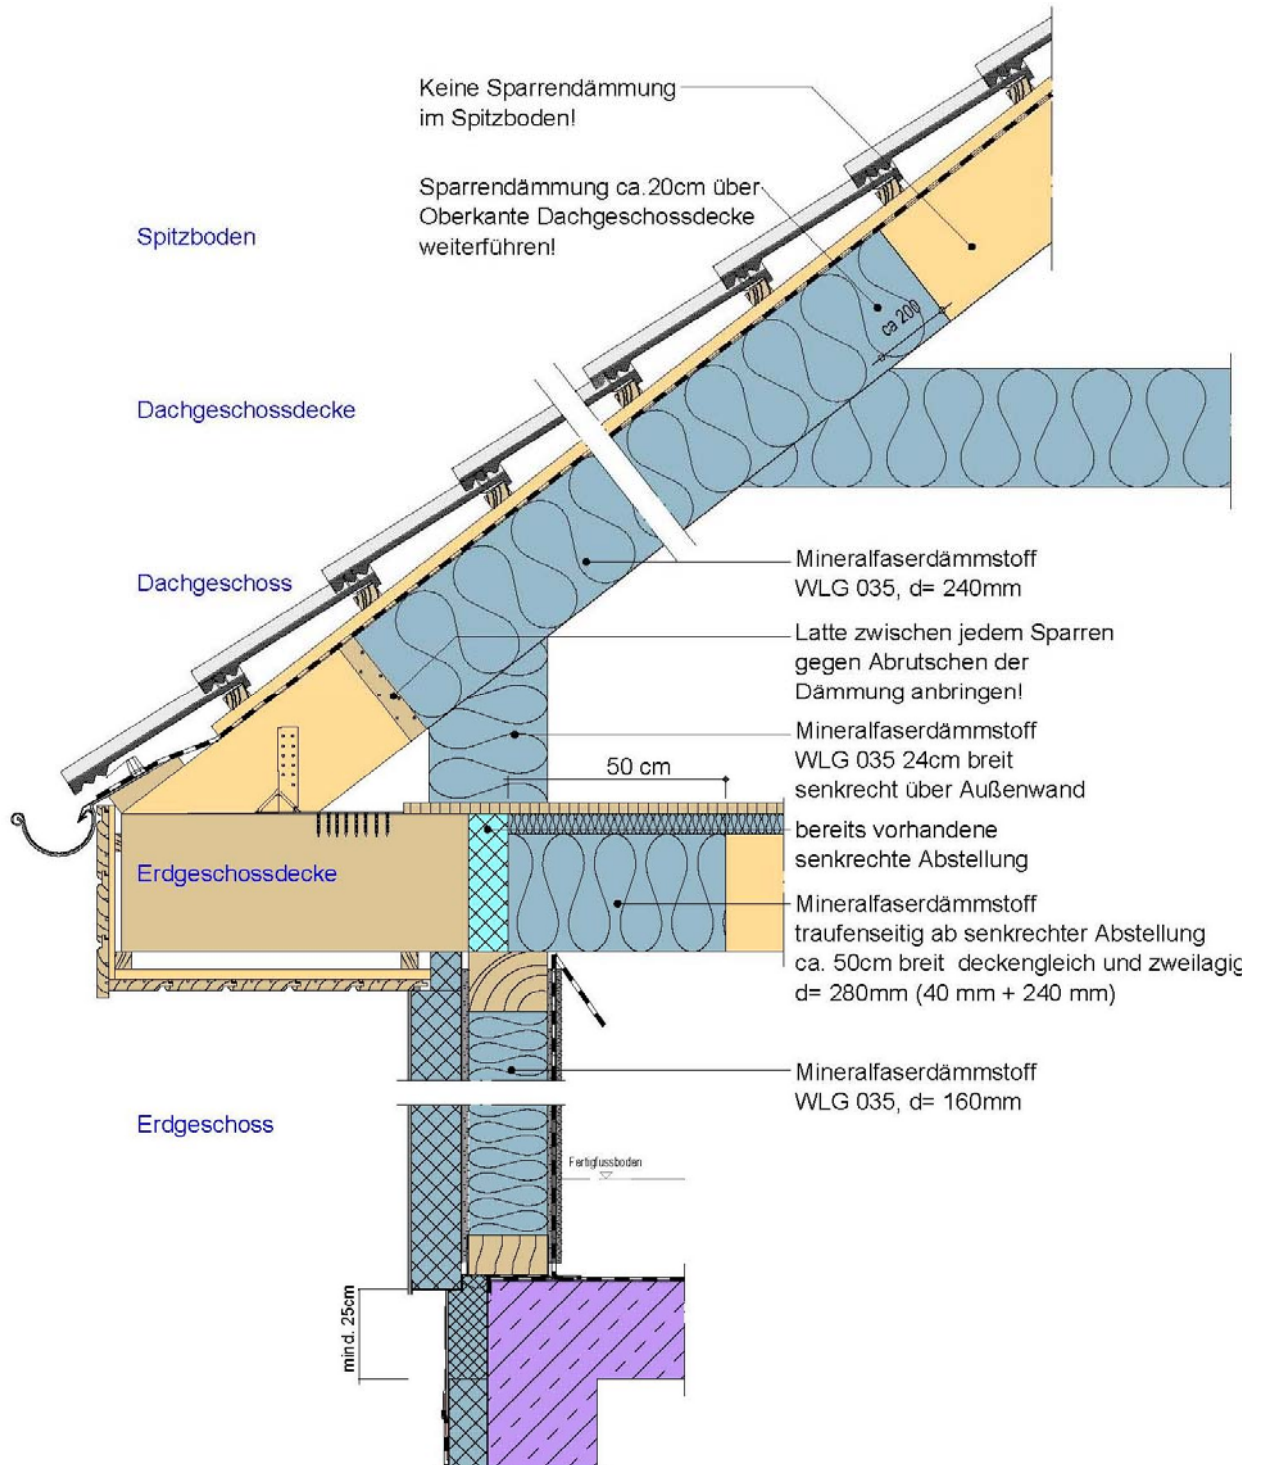 Keine Sparrendämmung
im Spitzboden!
Sparrendämmung ca.20cm über
Oberkante Dachgeschossdecke
weiterführen!
Spitzboden
ca 200
Dachgeschossdecke
Mineralfaserdämmstoff
WLG 035, d= 240mm
Dachgeschoss
Latte zwischen jedem Sparren
gegen Abrutschen der
Dämmung anbringen!
Mineralfaserdämmstoff
WLG 035 24cm breit
senkrecht über Außenwand
50 cm
bereits vorhandene
senkrechte Abstellung
Erdgeschossdecke
Mineralfaserdämmstoff
traufenseitig ab senkrechter Abstellung
ca. 50cm breit deckengleich und zweilagig
d= 280mm (40 mm + 240 mm)
Mineralfaserdämmstoff
WLG 035, d= 160mm
Erdgeschoss
Fertigfussboden
mind. 25cm